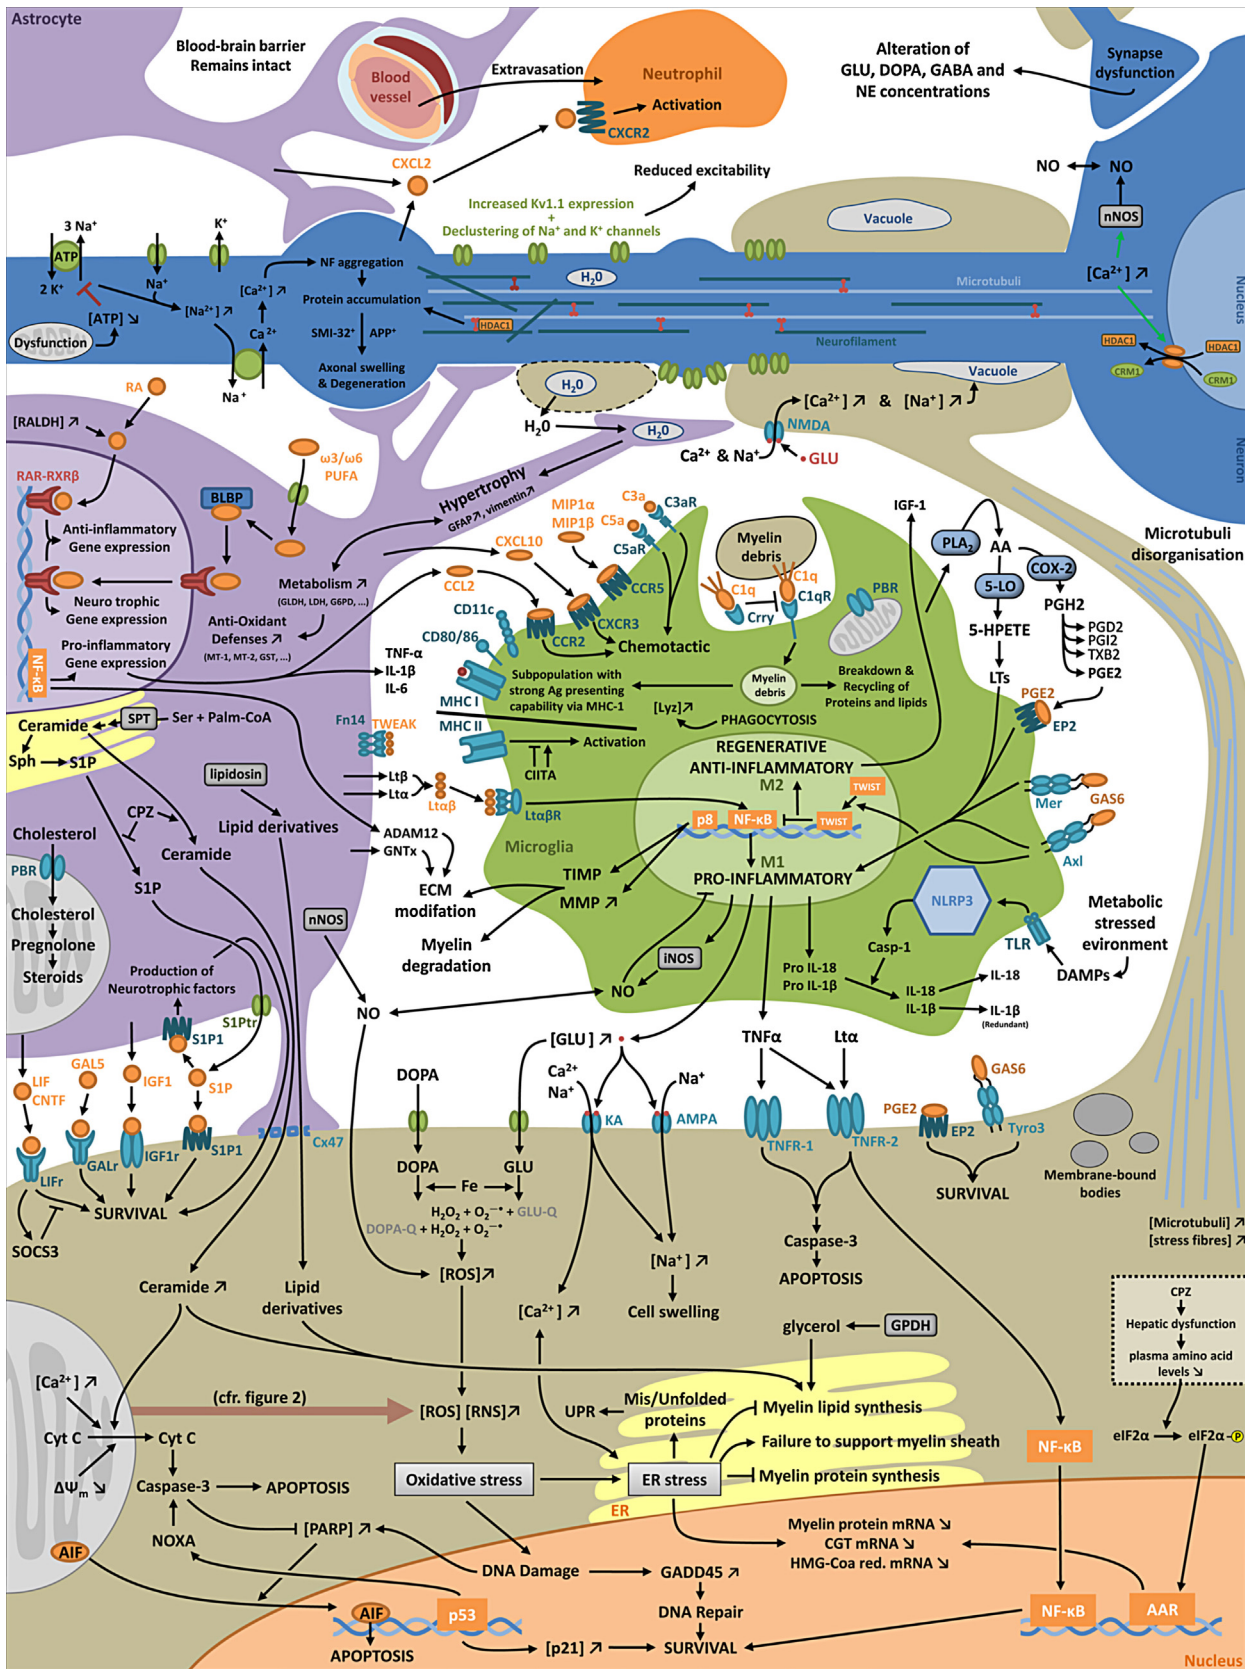 Astrocyte
Blood-brain barrier
Remains intact
Blood
vessel
Extravasation
Neutrophil
Activation
CXCR2
CXCL2
Alteration of
GLU, DOPA, GABA and
NE concentrations
Synapse
dysfunction
Reduced excitability
Increased Kv1.1 expression
+
Declustering of Na⁺ and K⁺ channels
Vacuole
NO
NO
nNOS
[Ca²⁺] ↗
Nucleus
3 Na⁺
ATP
2 K⁺
[ATP] ↘
Dysfunction
Na⁺
K⁺
[Na²⁺] ↗
[Ca²⁺] ↗
Ca²⁺
Na⁺
NF aggregation
Protein accumulation
SMI-32⁺
APP⁺
Axonal swelling
& Degeneration
H₂0
Microtubuli
HDAC1
Neurofilament
HDAC1
HDAC1
CRM1
CRM1
Neuron
H₂0
H₂0
H₂0
Vacuole
[Ca²⁺] ↗ & [Na⁺] ↗
NMDA
Ca²⁺ & Na⁺
GLU
RA
[RALDH] ↗
RAR-RXRβ
Anti-inflammatory
Gene expression
Neuro trophic
Gene expression
Pro-inflammatory
Gene expression
NF-κB
BLBP
ω3/ω6
PUFA
Hypertrophy
GFAP↗, vimentin↗
Metabolism ↗
(GLDH, LDH, G6PD, ...)
Anti-Oxidant
Defenses ↗
(MT-1, MT-2, GST, ...)
TNF-α
IL-1β
IL-6
CXCL10
CCL2
MIP1α
MIP1β
C3a
C5a
C3aR
C5aR
CCR5
CXCR3
CCR2
Chemotactic
CD11c
CD80/86
MHC I
MHC II
Subpopulation with
strong Ag presenting
capability via MHC-1
Activation
CIITA
Myelin
debris
C1q
C1q
C1qR
Crry
PBR
Myelin
debris
Breakdown &
Recycling of
Proteins and lipids
[Lyz]↗
PHAGOCYTOSIS
IGF-1
PLA₂
AA
5-LO
COX-2
5-HPETE
LTs
PGH2
PGD2
PGI2
TXB2
PGE2
PGE2
EP2
Microtubuli
disorganisation
Ceramide
SPT
Ser + Palm-CoA
Sph
S1P
Fn14
TWEAK
Ltβ
Ltα
Ltαβ
LtαβR
ADAM12
GNTx
ECM
modifation
Myelin
degradation
Microglia
REGENERATIVE
ANTI-INFLAMMATORY
M2
TWIST
TWIST
p8
NF-κB
M1
PRO-INFLAMMATORY
TIMP
MMP ↗
Mer
GAS6
Axl
NLRP3
TLR
Metabolic
stressed
evironment
DAMPs
Casp-1
Pro IL-18
Pro IL-1β
IL-18
IL-1β
IL-18
IL-1β
(Redundant)
iNOS
NO
nNOS
NO
lipidosin
Lipid derivatives
CPZ
Ceramide
S1P
Cholesterol
PBR
Cholesterol
Pregnolone
Steroids
Production of
Neurotrophic factors
S1Ptr
S1P1
LIF
CNTF
GAL5
IGF1
S1P
LIFr
GALr
IGF1r
S1P1
Cx47
SURVIVAL
SOCS3
[GLU] ↗
Ca²⁺
Na⁺
Na⁺
KA
AMPA
TNFα
Ltα
TNFR-1
TNFR-2
PGE2
EP2
GAS6
Tyro3
SURVIVAL
Membrane-bound
bodies
[Microtubuli] ↗
[stress fibres] ↗
DOPA
DOPA
GLU
Fe
H₂O₂ + O₂⁻• + GLU-Q
DOPA-Q + H₂O₂ + O₂⁻•
[ROS]↗
[Ca²⁺] ↗
[Na⁺] ↗
Cell swelling
Caspase-3
APOPTOSIS
Ceramide ↗
Lipid
derivatives
glycerol
GPDH
CPZ
Hepatic dysfunction
plasma amino acid
levels ↘
eIF2α
eIF2α-P
[Ca²⁺] ↗
Cyt C
Cyt C
ΔΨm ↘
(cfr. figure 2)
[ROS] [RNS]↗
UPR
Mis/Unfolded
proteins
Myelin lipid synthesis
Failure to support myelin sheath
Myelin protein synthesis
ER stress
ER
Oxidative stress
NF-κB
Caspase-3
APOPTOSIS
NOXA
[PARP] ↗
AIF
DNA Damage
GADD45 ↗
DNA Repair
SURVIVAL
Myelin protein mRNA ↘
CGT mRNA ↘
HMG-Coa red. mRNA ↘
AIF
APOPTOSIS
p53
[p21] ↗
NF-κB
AAR
Nucleus